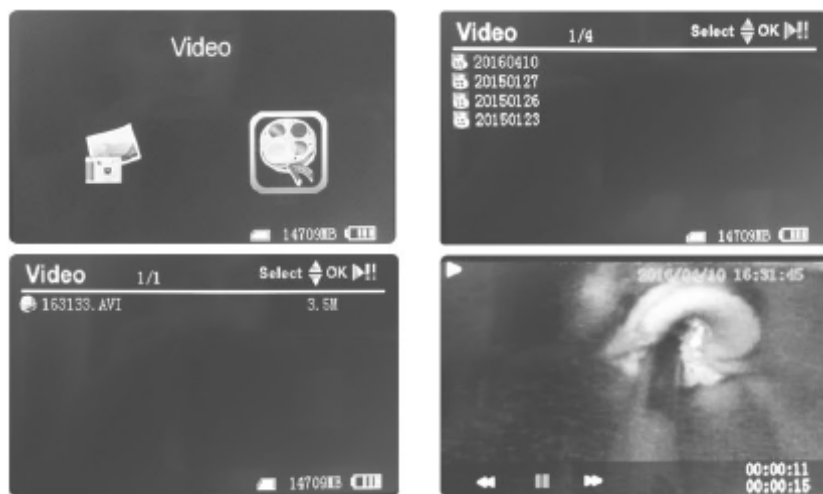 Video
14709MB
Video 1/4 Select OK
20160410
20150127
20150126
20150123
14709MB
Video 1/1 Select OK
163133.AVI 3.5M
14709MB
2016/04/10 16:31:45
00:00:11
00:00:15